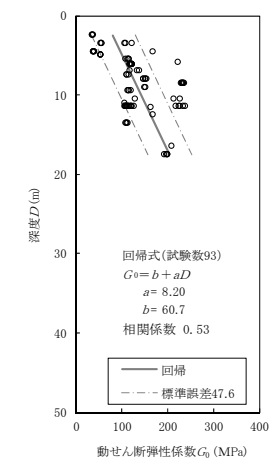 0
10
20
30
40
50
深度D(m)
回帰式(試験数93)
G₀=b+aD
a= 8.20
b= 60.7
相関係数 0.53
回帰
標準誤差47.6
0 100 200 300 400
動せん断弾性係数G₀ (MPa)